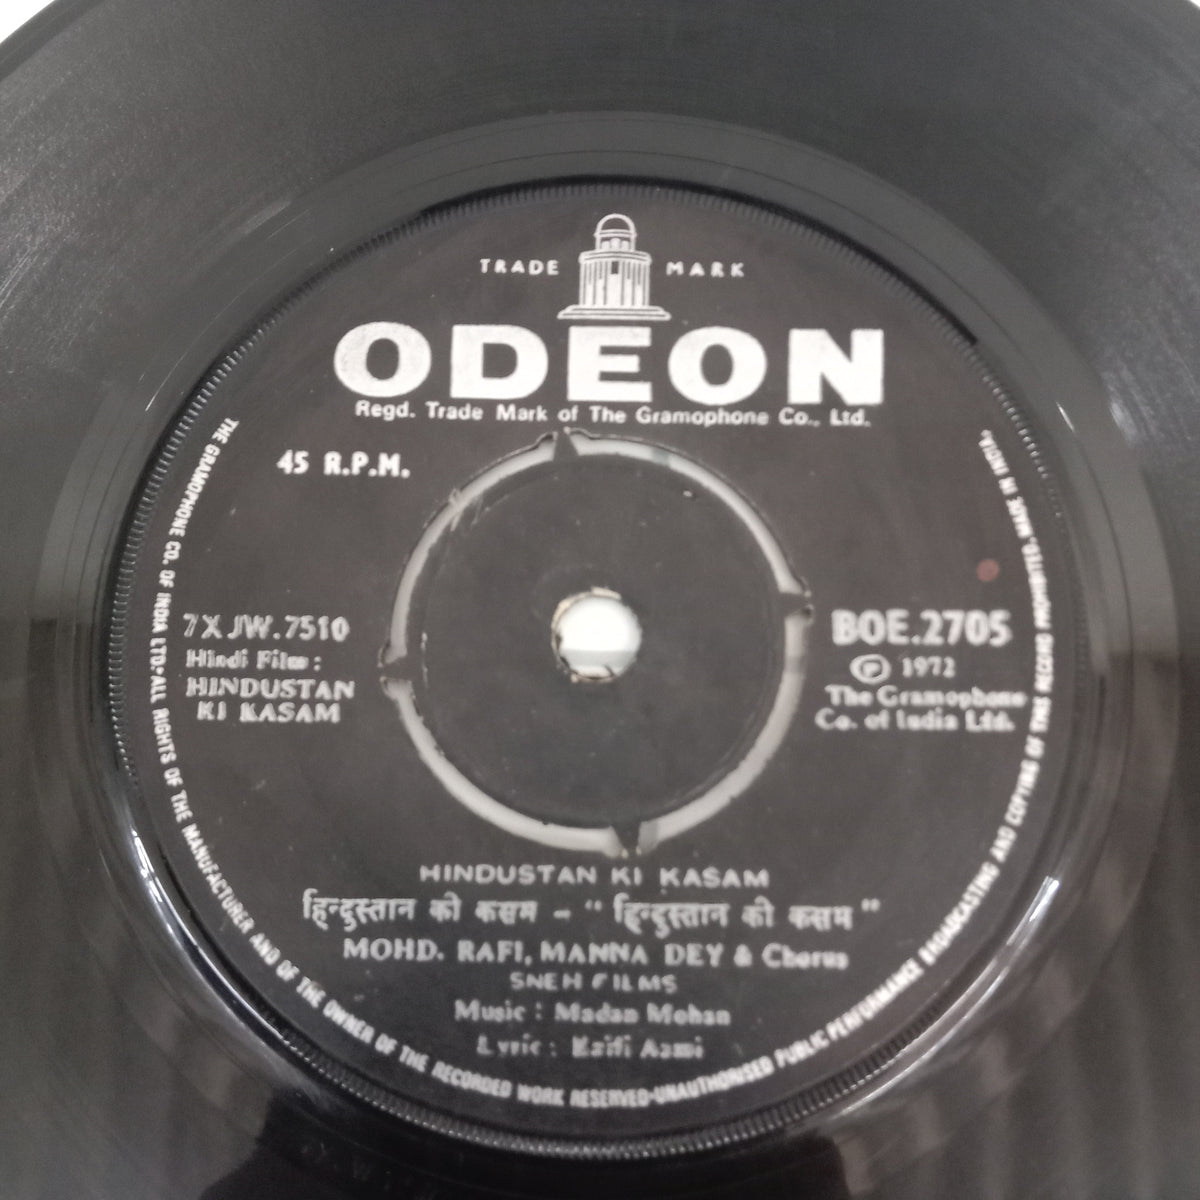 TRADE MARK
ODEON
Regd. Trade Mark of The Gramophone Co., Ltd.
45 R.P.M.
7XJW.7510
Hindi Film :
HINDUSTAN
KI KASAM
BOE.2705
Ⓟ 1972
The Gramophone
Co. of India Ltd.
HINDUSTAN KI KASAM
हिन्दुस्तान की कसम - " हिन्दुस्तान की कसम "
MOHD. RAFI, MANNA DEY & Chorus
SNEH FILMS
Music : Madan Mohan
Lyric : Kaifi Azmi
THE GRAMOPHONE CO. OF INDIA LTD.-ALL RIGHTS OF THE MANUFACTURER AND OF THE OWNER OF THE RECORDED WORK RESERVED-UNAUTHORISED PUBLIC PERFORMANCE BROADCASTING AND COPYING OF THIS RECORD PROHIBITED. MADE IN INDIA.